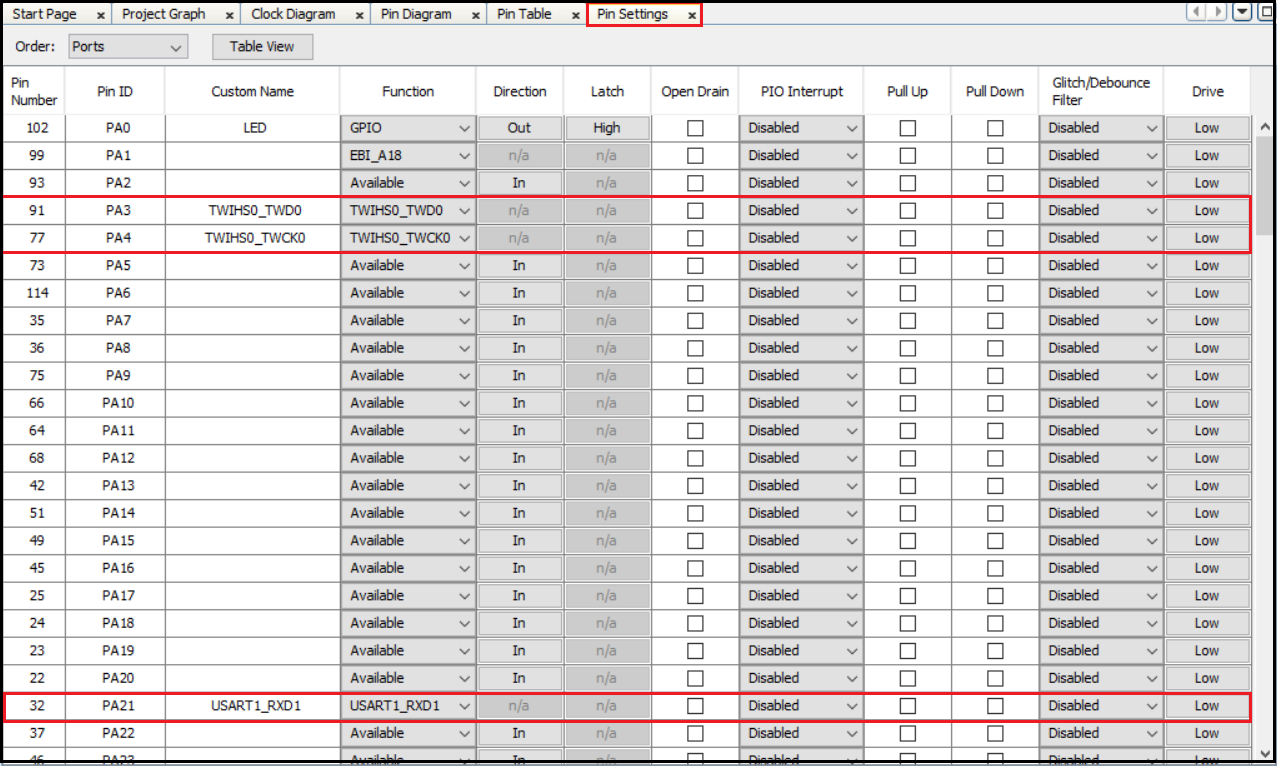 Start Page x Project Graph x Clock Diagram x Pin Diagram x Pin Table x Pin Settings x
Order: Ports Table View
Pin Number Pin ID Custom Name Function Direction Latch Open Drain PIO Interrupt Pull Up Pull Down Glitch/Debounce Filter Drive
102 PA0 LED GPIO Out High Disabled Disabled Low
99 PA1 EBI_A18 n/a n/a Disabled Disabled Low
93 PA2 Available In n/a Disabled Disabled Low
91 PA3 TWIHS0_TWD0 TWIHS0_TWD0 n/a n/a Disabled Disabled Low
77 PA4 TWIHS0_TWCK0 TWIHS0_TWCK0 n/a n/a Disabled Disabled Low
73 PA5 Available In n/a Disabled Disabled Low
114 PA6 Available In n/a Disabled Disabled Low
35 PA7 Available In n/a Disabled Disabled Low
36 PA8 Available In n/a Disabled Disabled Low
75 PA9 Available In n/a Disabled Disabled Low
66 PA10 Available In n/a Disabled Disabled Low
64 PA11 Available In n/a Disabled Disabled Low
68 PA12 Available In n/a Disabled Disabled Low
42 PA13 Available In n/a Disabled Disabled Low
51 PA14 Available In n/a Disabled Disabled Low
49 PA15 Available In n/a Disabled Disabled Low
45 PA16 Available In n/a Disabled Disabled Low
25 PA17 Available In n/a Disabled Disabled Low
24 PA18 Available In n/a Disabled Disabled Low
23 PA19 Available In n/a Disabled Disabled Low
22 PA20 Available In n/a Disabled Disabled Low
32 PA21 USART1_RXD1 USART1_RXD1 n/a n/a Disabled Disabled Low
37 PA22 Available In n/a Disabled Disabled Low
46 PA23 Available In n/a Disabled Disabled Low